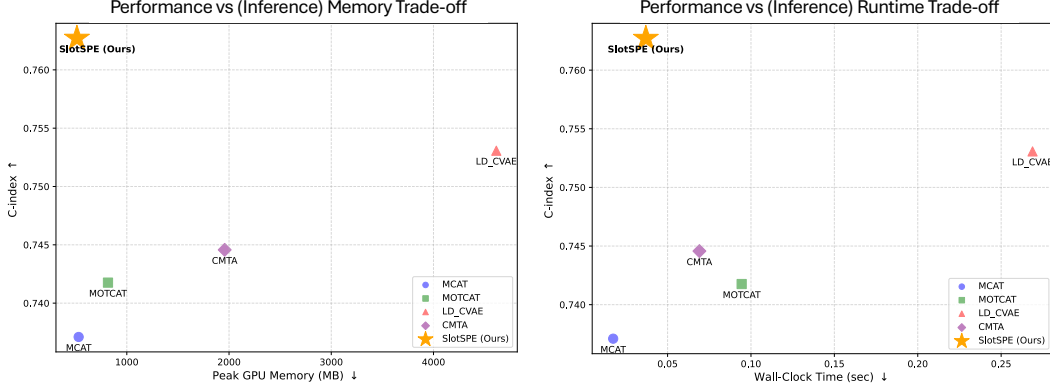 Performance vs (Inference) Memory Trade-off
C-index ↑
0.760
0.755
0.750
0.745
0.740
SlotSPE (Ours)
LD_CVAE
CMTA
MOTCAT
MCAT
MCAT
MOTCAT
LD_CVAE
CMTA
SlotSPE (Ours)
1000
2000
3000
4000
Peak GPU Memory (MB) ↓
Performance vs (Inference) Runtime Trade-off
C-index ↑
0.760
0.755
0.750
0.745
0.740
SlotSPE (Ours)
LD_CVAE
CMTA
MOTCAT
MCAT
MCAT
MOTCAT
LD_CVAE
CMTA
SlotSPE (Ours)
0.05
0.10
0.15
0.20
0.25
Wall-Clock Time (sec) ↓